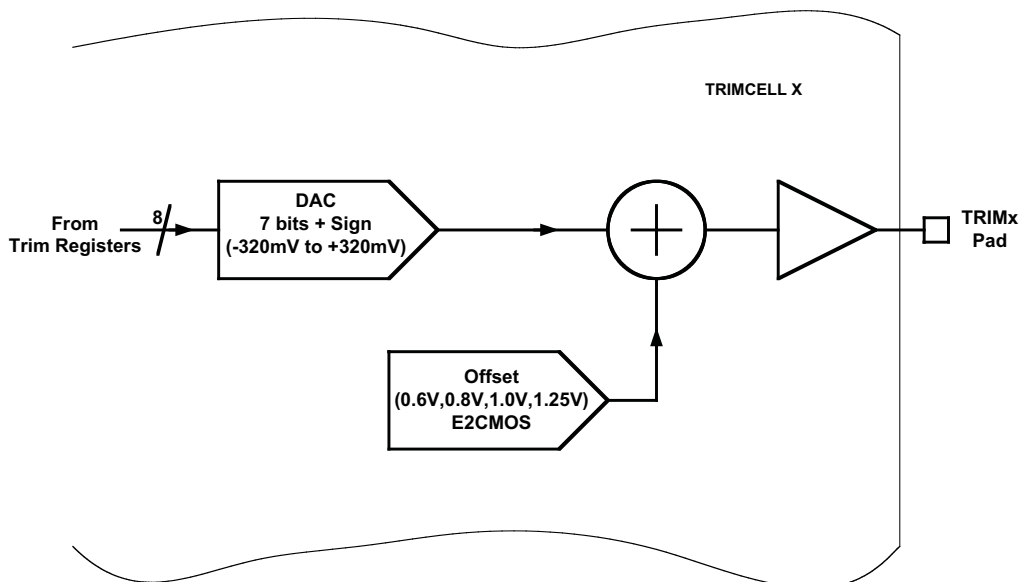 TRIMCELL X
DAC
7 bits + Sign
(-320mV to +320mV)
8
From
Trim Registers
TRIMx
Pad
Offset
(0.6V,0.8V,1.0V,1.25V)
E2CMOS